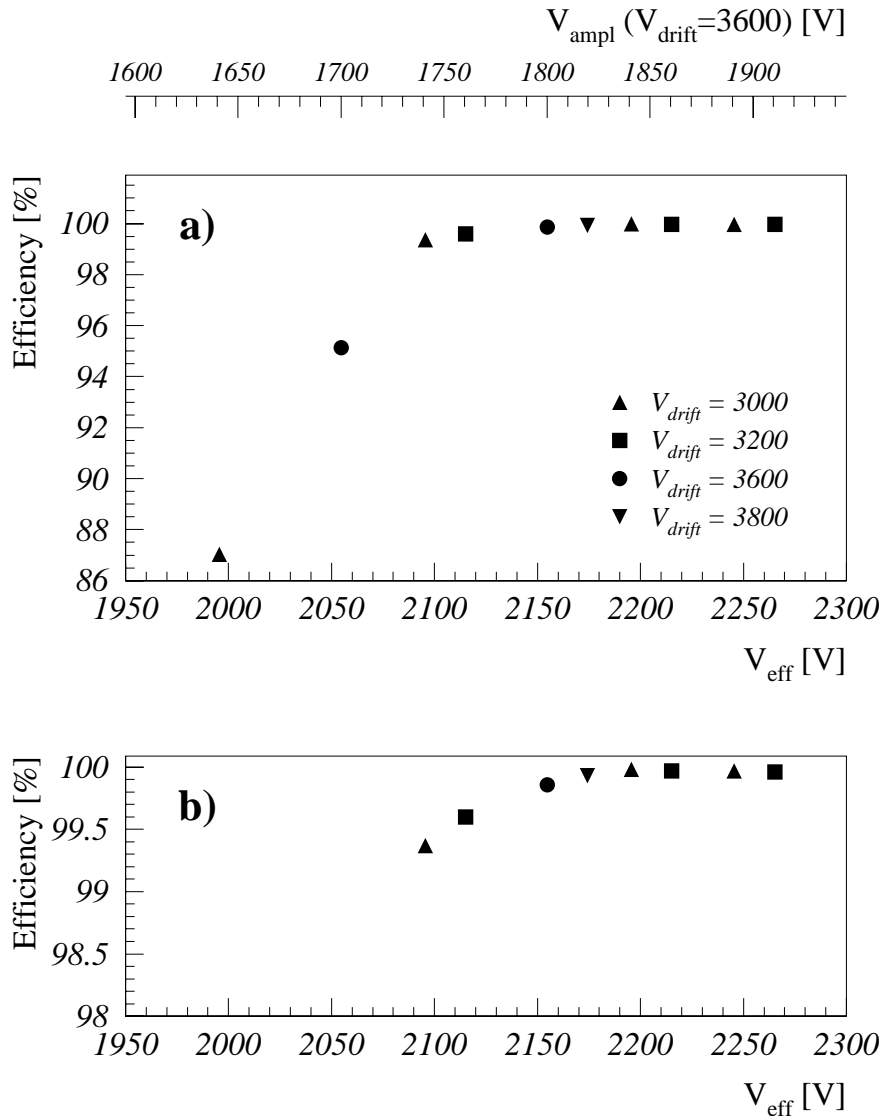 V_ampl (V_drift=3600) [V]
1600 1650 1700 1750 1800 1850 1900
Efficiency [%]
a)
100
98
96
94
92
90
88
86
V_drift = 3000
V_drift = 3200
V_drift = 3600
V_drift = 3800
1950 2000 2050 2100 2150 2200 2250 2300
V_eff [V]
Efficiency [%]
b)
100
99.5
99
98.5
98
1950 2000 2050 2100 2150 2200 2250 2300
V_eff [V]